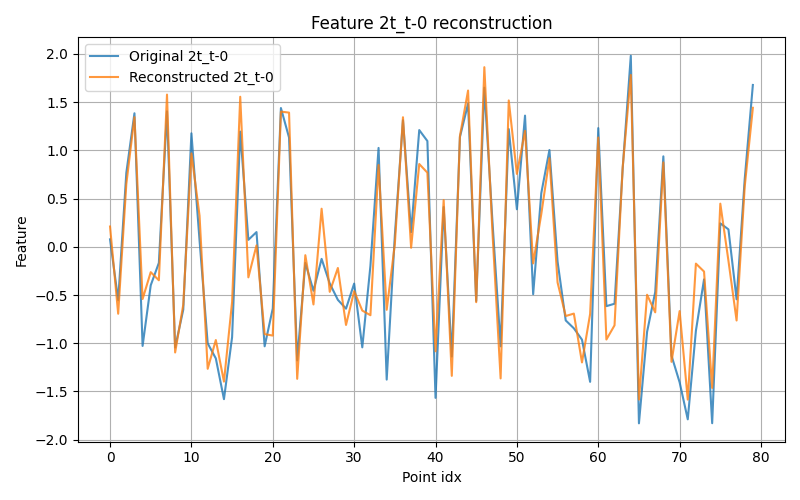 Feature 2t_t-0 reconstruction
Original 2t_t-0
Reconstructed 2t_t-0
Feature
2.0
1.5
1.0
0.5
0.0
−0.5
−1.0
−1.5
−2.0
0 10 20 30 40 50 60 70 80
Point idx